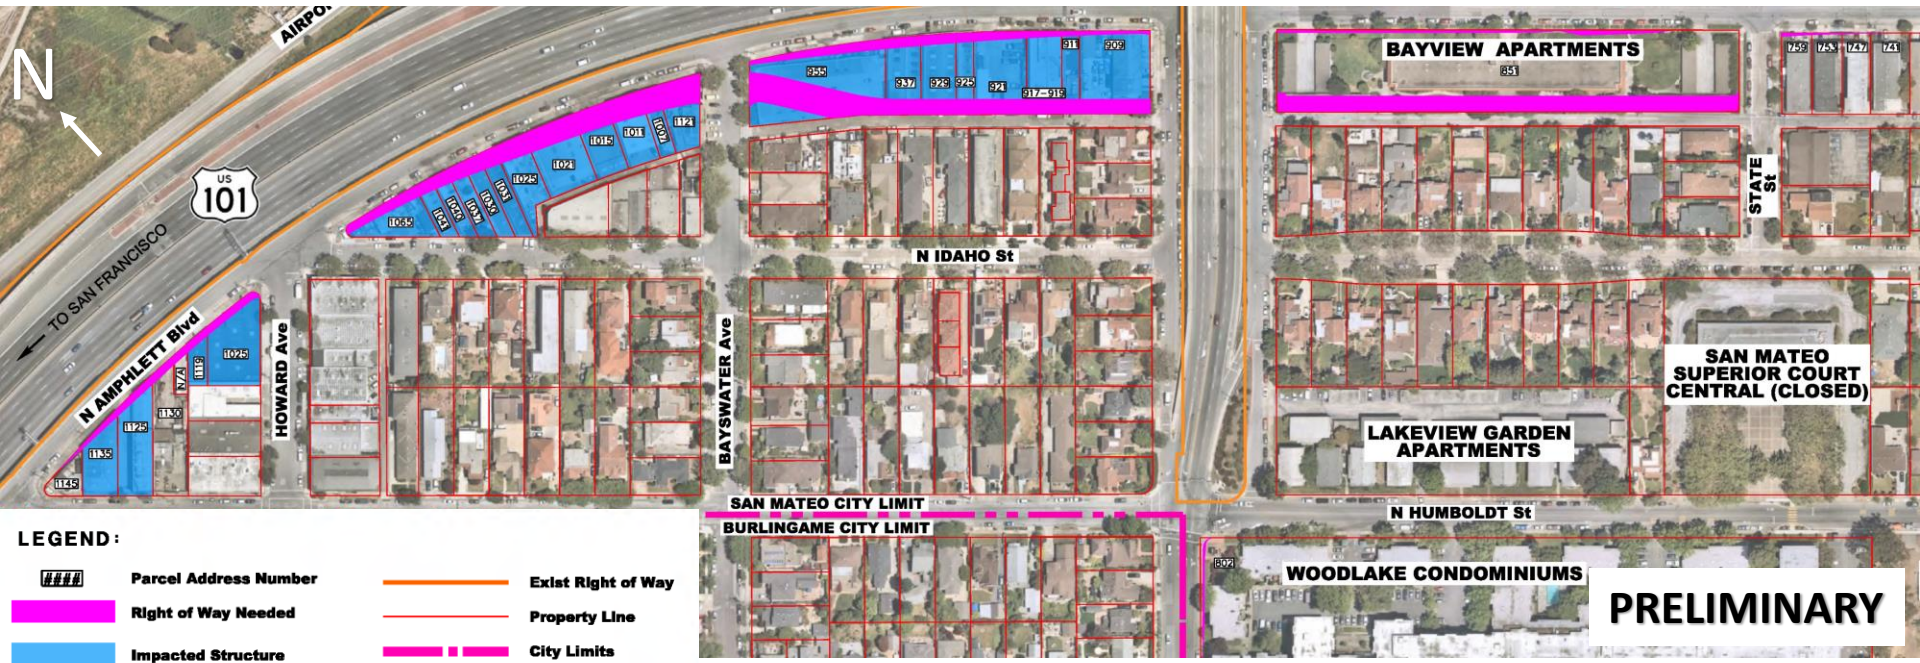 AIRPO
N
US
101
TO SAN FRANCISCO
N AMPHLETT Blvd
HOWARD Ave
BAYSWATER Ave
N IDAHO St
STATE
St
BAYVIEW APARTMENTS
851
955
937
929
925
921
917-919
911
909
759
753
747
741
1065
1025
1021
1015
1011
1007
1121
1025
1119
N/A
1130
1125
1135
1145
SAN MATEO
SUPERIOR COURT
CENTRAL (CLOSED)
LAKEVIEW GARDEN
APARTMENTS
SAN MATEO CITY LIMIT
BURLINGAME CITY LIMIT
N HUMBOLDT St
802
WOODLAKE CONDOMINIUMS
PRELIMINARY
LEGEND:
#### Parcel Address Number
Right of Way Needed
Impacted Structure
Exist Right of Way
Property Line
City Limits